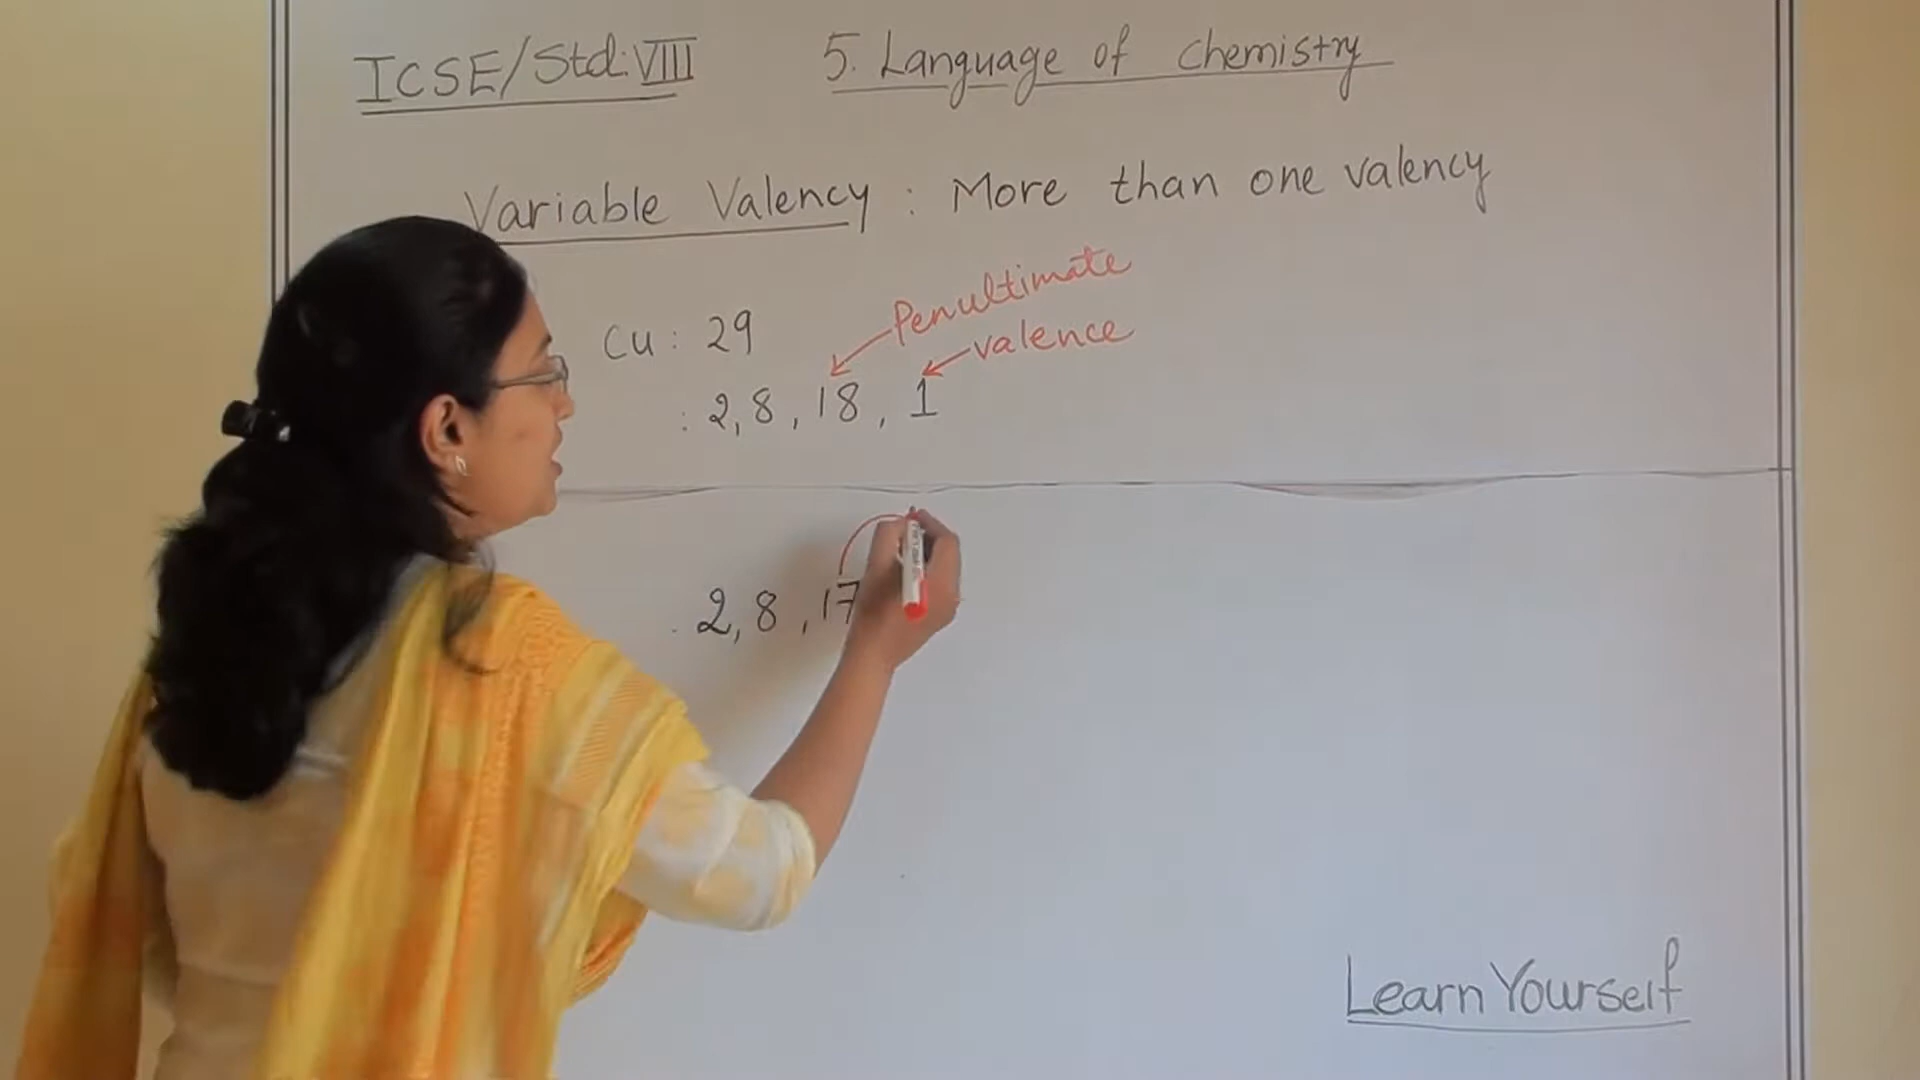 ICSE/Std:VIII 5. Language of Chemistry
Variable Valency : More than one valency
Penultimate
Cu : 29
valence
: 2, 8, 18, 1
2, 8, 17
Learn Yourself